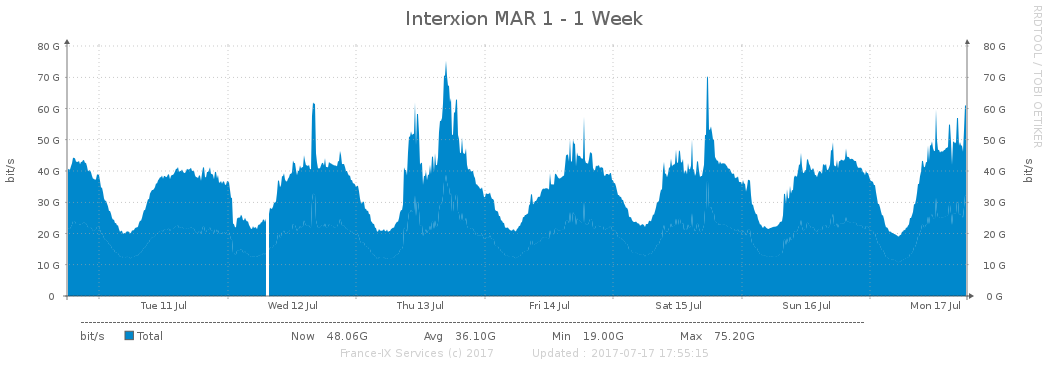 Interxion MAR 1 - 1 Week
RRDTOOL / TOBI OETIKER
bit/s
80 G 80 G
70 G 70 G
60 G 60 G
50 G 50 G
40 G 40 G
30 G 30 G
20 G 20 G
10 G 10 G
0 0 G
bit/s
Tue 11 Jul Wed 12 Jul Thu 13 Jul Fri 14 Jul Sat 15 Jul Sun 16 Jul Mon 17 Jul
bit/s Total Now 48.06G Avg 36.10G Min 19.00G Max 75.20G
France-IX Services (c) 2017 Updated : 2017-07-17 17:55:15